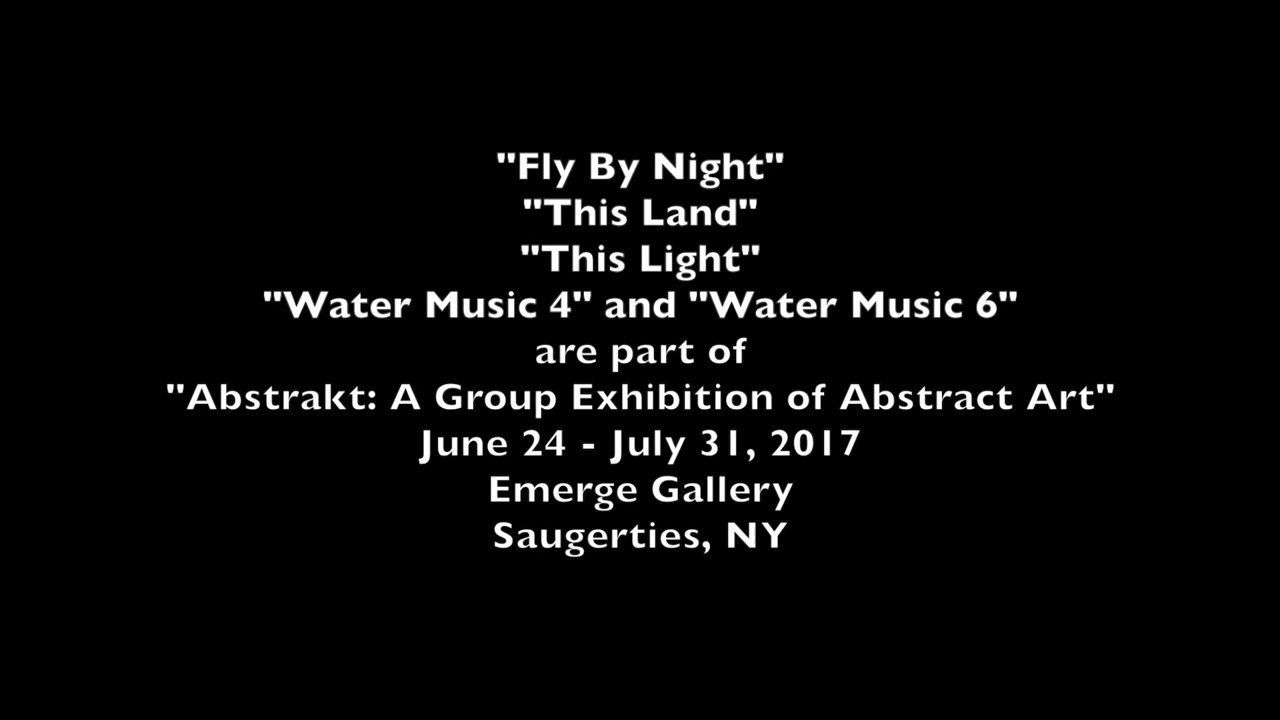 "Fly By Night"
"This Land"
"This Light"
"Water Music 4" and "Water Music 6"
are part of
"Abstrakt: A Group Exhibition of Abstract Art"
June 24 - July 31, 2017
Emerge Gallery
Saugerties, NY